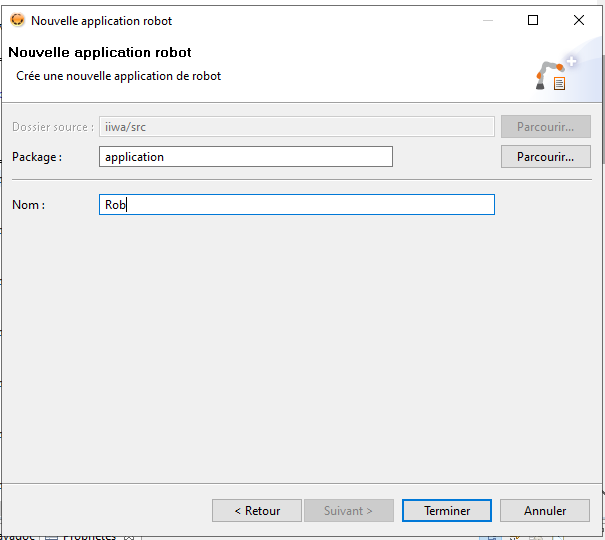 Nouvelle application robot
Nouvelle application robot
Crée une nouvelle application de robot
Dossier source : iiwa/src Parcourir...
Package : application Parcourir...
Nom : Rob
< Retour Suivant > Terminer Annuler
Propriétés